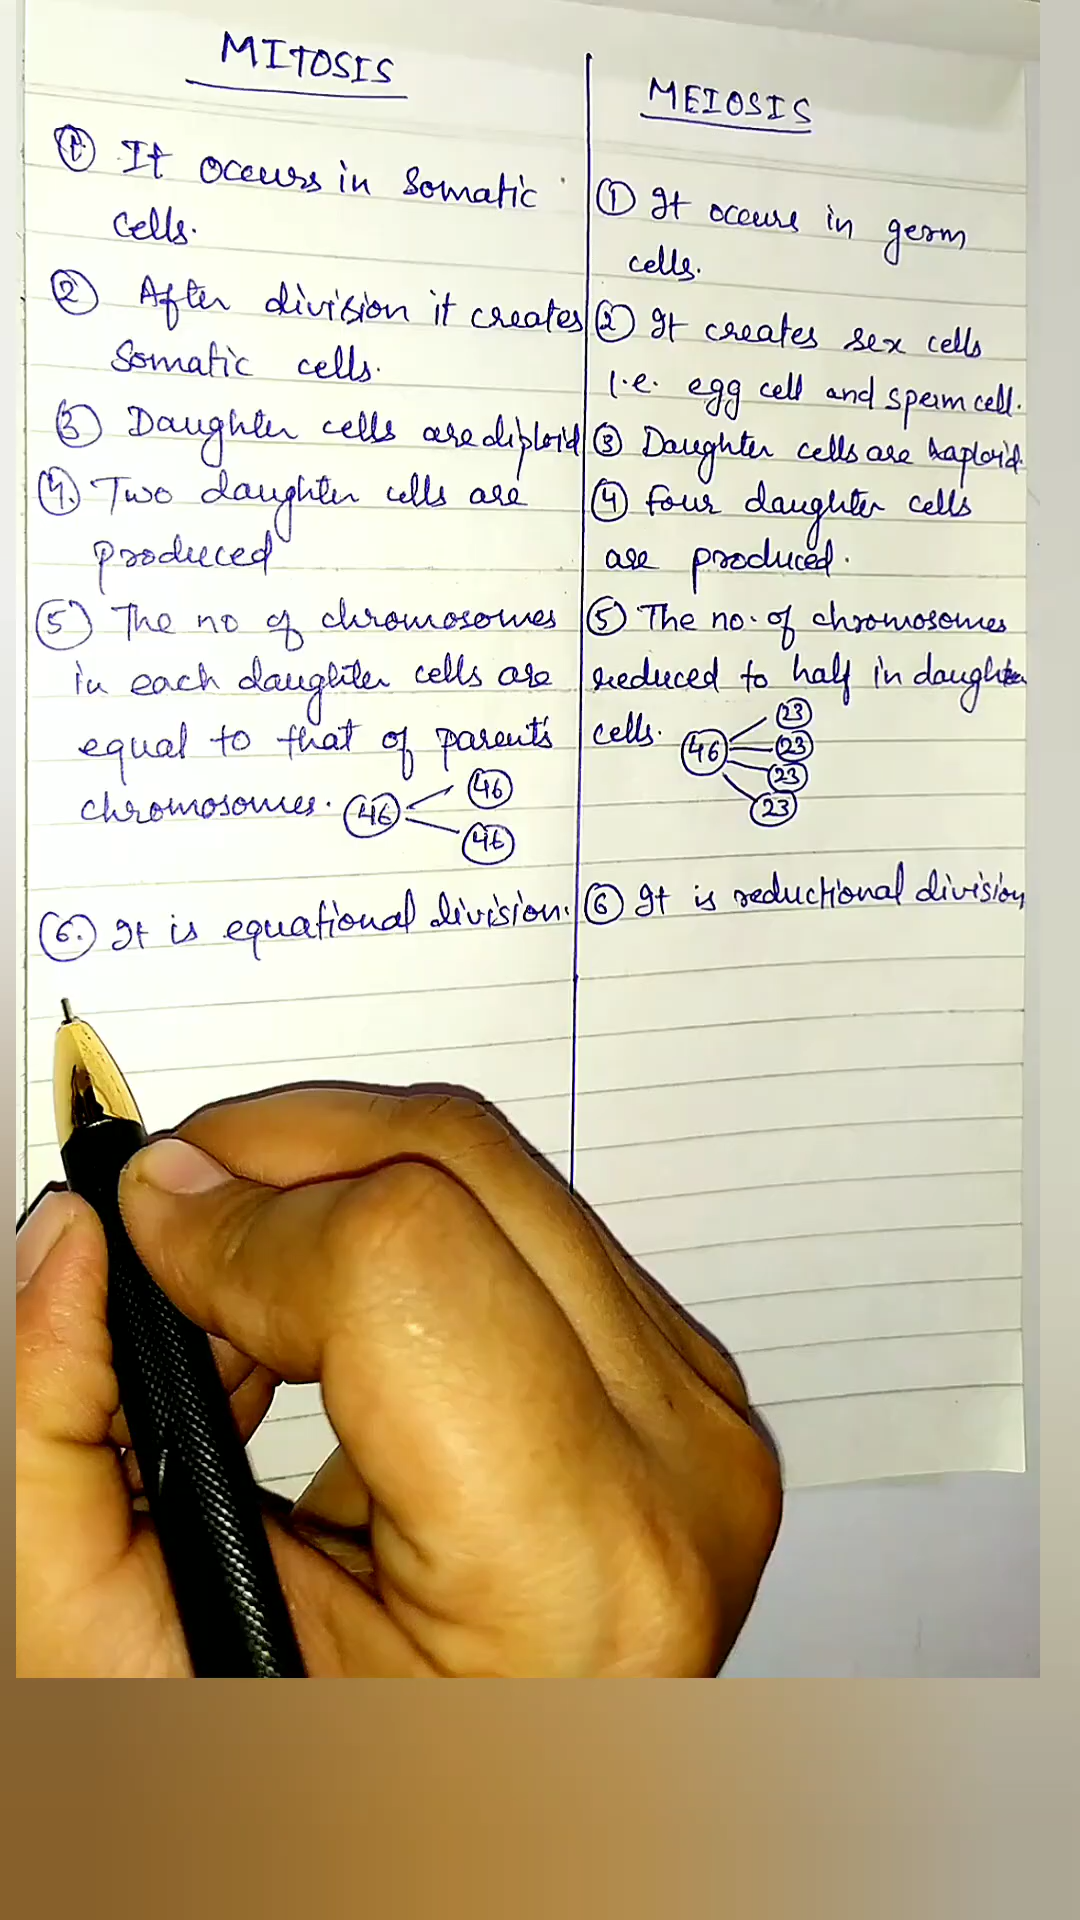 MITOSIS
① It occurs in Somatic
cells.
② After division it creates
Somatic cells.
③ Daughter cells are diploid
④. Two daughter cells are
produced
⑤ The no of chromosomes
in each daughter cells are
equal to that of parent's
chromosomes. 46
46
46
⑥. It is equational division.
MEIOSIS
① It occurs in germ
cells.
② It creates sex cells
i.e. egg cell and sperm cell.
③ Daughter cells are haploid.
④ four daughter cells
are produced.
⑤ The no. of chromosomes
reduced to half in daughter
cells. 46
23
23
23
23
⑥ It is reductional division